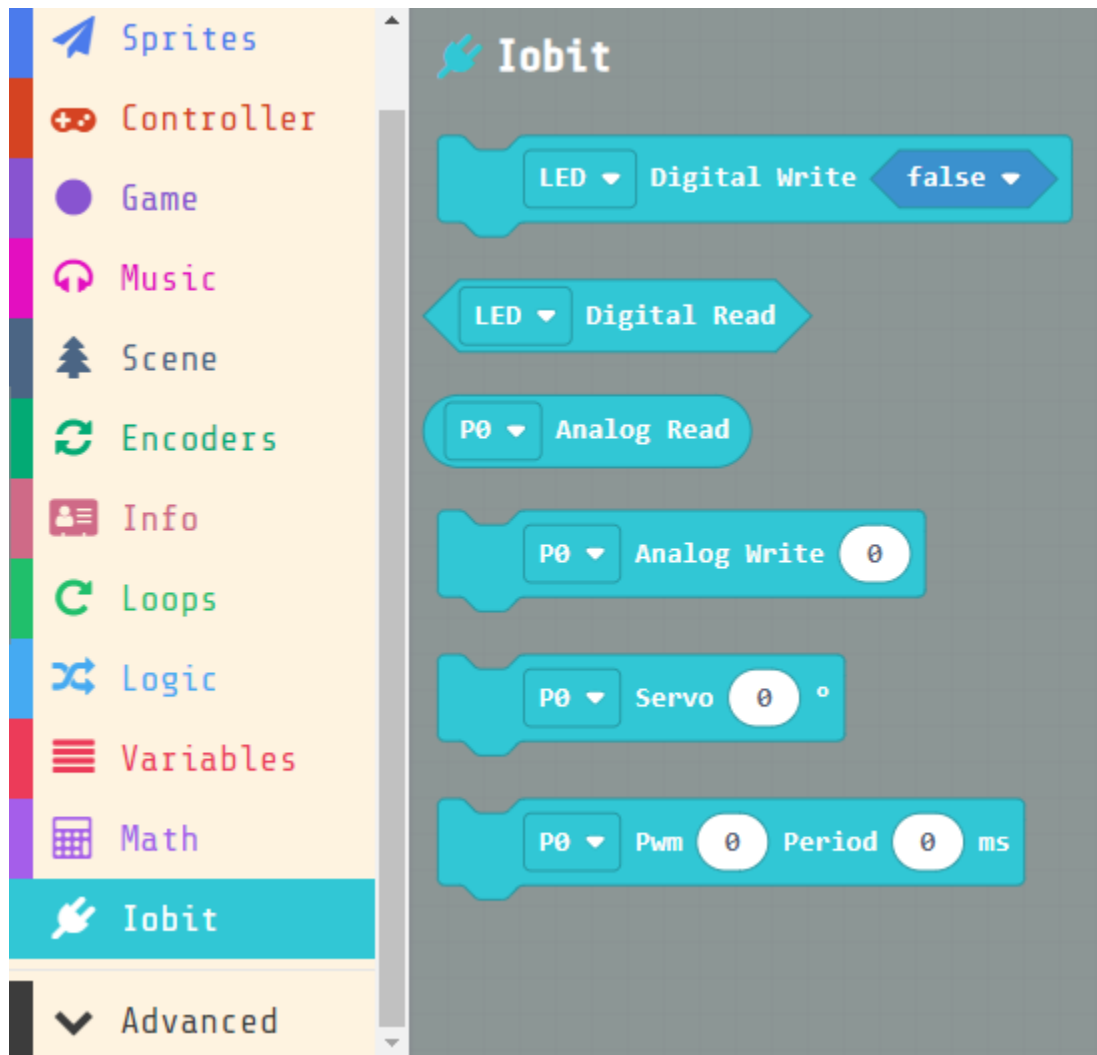 Sprites
Controller
Game
Music
Scene
Encoders
Info
Loops
Logic
Variables
Math
Iobit
Advanced
Iobit
LED Digital Write false
LED Digital Read
P0 Analog Read
P0 Analog Write 0
P0 Servo 0 °
P0 Pwm 0 Period 0 ms